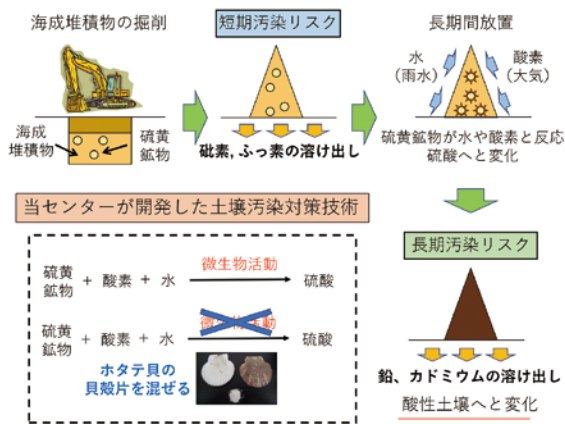 海成堆積物の掘削
短期汚染リスク
長期間放置
水
(雨水)
酸素
(大気)
海成
堆積物
硫黄
鉱物
砒素, ふっ素の溶け出し
硫黄鉱物が水や酸素と反応
硫酸へと変化
当センターが開発した土壌汚染対策技術
長期汚染リスク
硫黄
鉱物 + 酸素 + 水 微生物活動 硫酸
硫黄
鉱物 + 酸素 + 水 微生物活動 硫酸
ホタテ貝の
貝殻片を混ぜる
鉛、カドミウムの溶け出し
酸性土壌へと変化